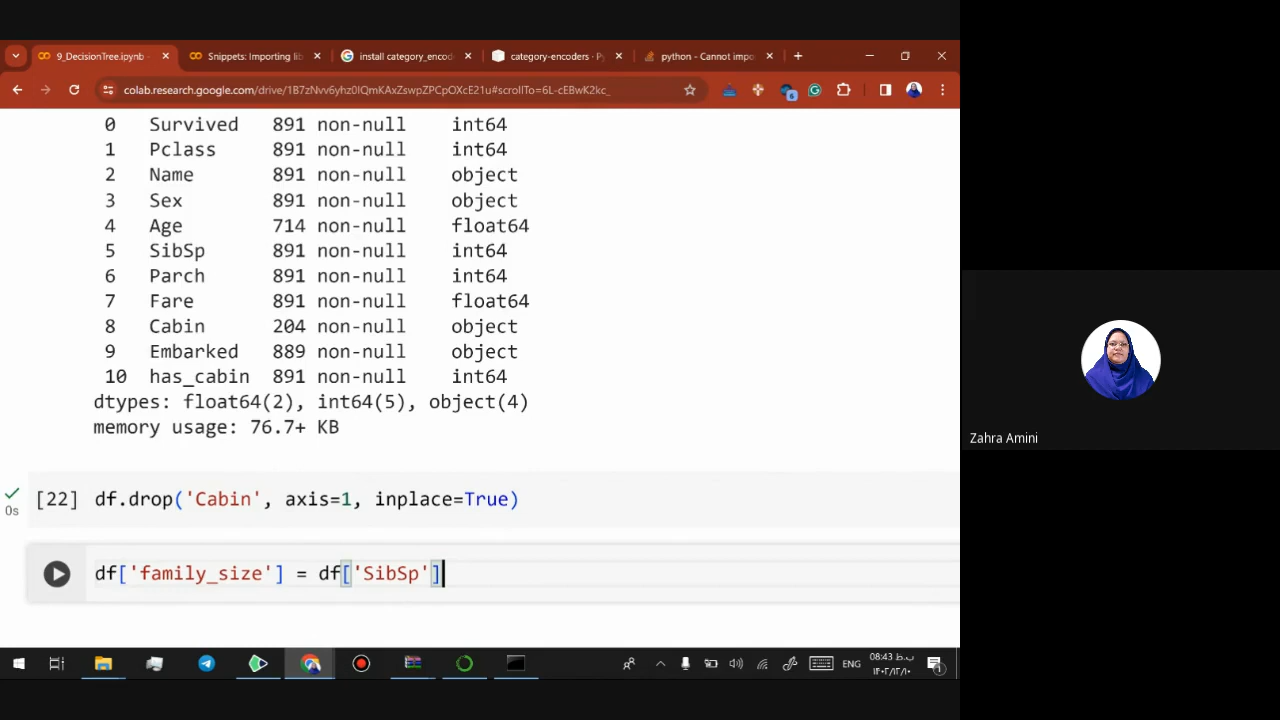 9_DecisionTree.ipynb -
Snippets: Importing lib
install category_encod
category-encoders · P
python - Cannot impo
colab.research.google.com/drive/1B7zNvv6yhz0IQmKAxZswpZPCpOXcE21u#scrollTo=6L-cEBwK2kc_
6
0 Survived 891 non-null int64
1 Pclass 891 non-null int64
2 Name 891 non-null object
3 Sex 891 non-null object
4 Age 714 non-null float64
5 SibSp 891 non-null int64
6 Parch 891 non-null int64
7 Fare 891 non-null float64
8 Cabin 204 non-null object
9 Embarked 889 non-null object
10 has_cabin 891 non-null int64
dtypes: float64(2), int64(5), object(4)
memory usage: 76.7+ KB
[22] df.drop('Cabin', axis=1, inplace=True)
0s
df['family_size'] = df['SibSp']
Zahra Amini
ENG
08:43 ب.ظ
۱۴۰۲/۱۲/۱۰
1